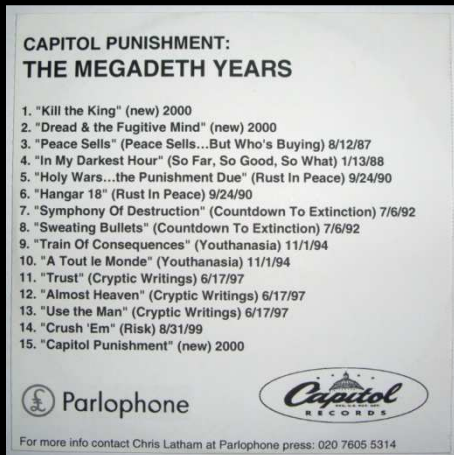 CAPITOL PUNISHMENT:
THE MEGADETH YEARS
1. "Kill the King" (new) 2000
2. "Dread & the Fugitive Mind" (new) 2000
3. "Peace Sells" (Peace Sells...But Who's Buying) 8/12/87
4. "In My Darkest Hour" (So Far, So Good, So What) 1/13/88
5. "Holy Wars...the Punishment Due" (Rust In Peace) 9/24/90
6. "Hangar 18" (Rust In Peace) 9/24/90
7. "Symphony Of Destruction" (Countdown To Extinction) 7/6/92
8. "Sweating Bullets" (Countdown To Extinction) 7/6/92
9. "Train Of Consequences" (Youthanasia) 11/1/94
10. "A Tout le Monde" (Youthanasia) 11/1/94
11. "Trust" (Cryptic Writings) 6/17/97
12. "Almost Heaven" (Cryptic Writings) 6/17/97
13. "Use the Man" (Cryptic Writings) 6/17/97
14. "Crush 'Em" (Risk) 8/31/99
15. "Capitol Punishment" (new) 2000
£ Parlophone
Capitol
RECORDS
For more info contact Chris Latham at Parlophone press: 020 7605 5314